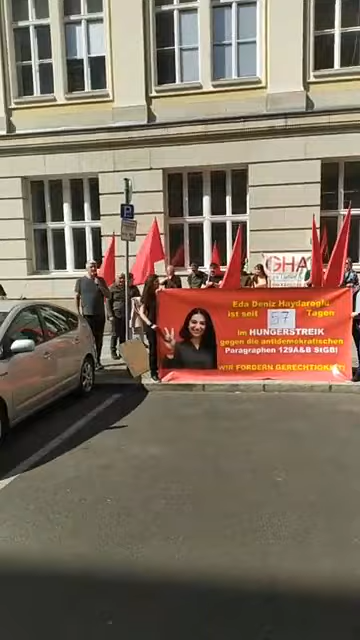 P
GHA
Eda Deniz Haydaroglu
ist seit 57 Tagen
im HUNGERSTREIK
gegen die antidemokratischen
Paragraphen 129A&B StGB!
WIR FORDERN GERECHTIGKEIT!